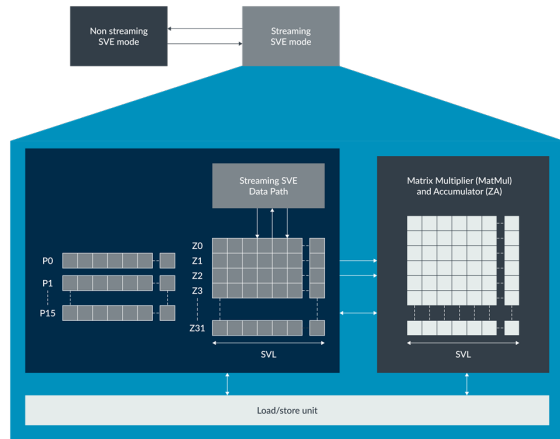 Non streaming
SVE mode
Streaming
SVE mode
Streaming SVE
Data Path
Matrix Multiplier (MatMul)
and Accumulator (ZA)
Z0
P0
Z1
P1
Z2
Z3
P15
Z31
SVL
SVL
Load/store unit